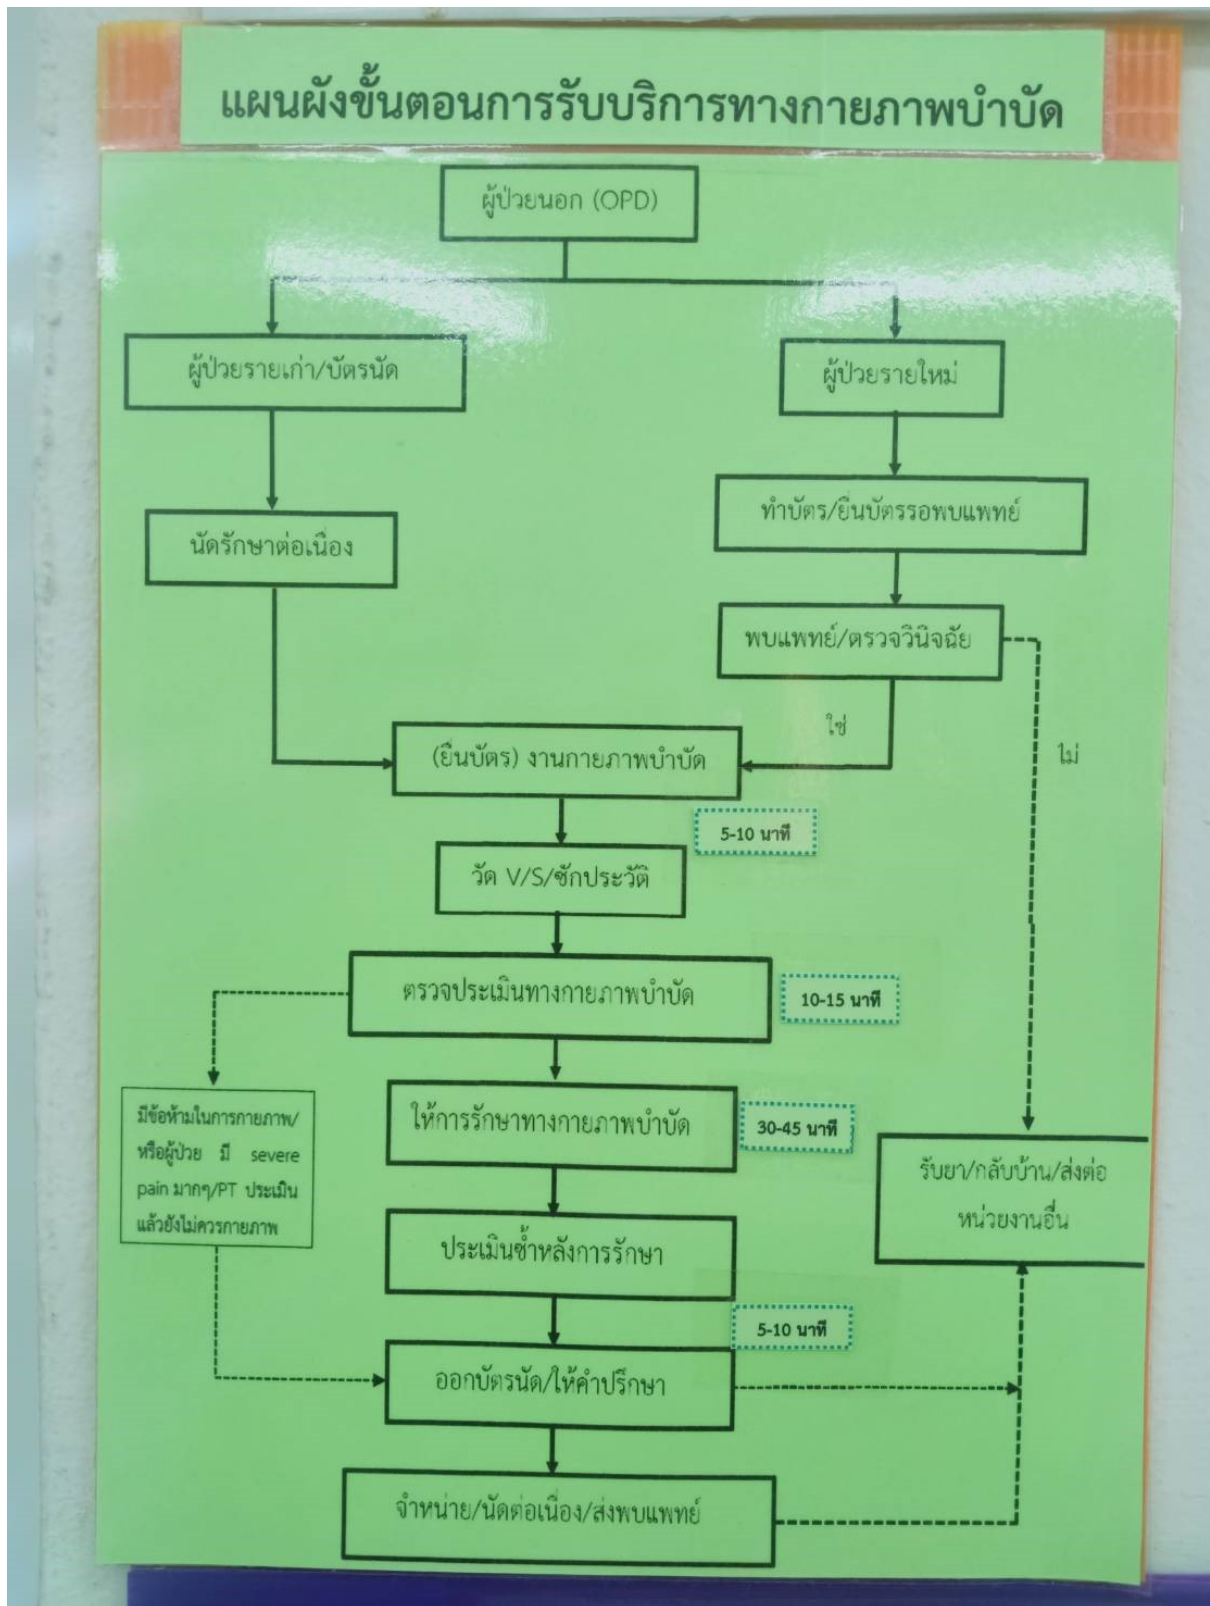 แผนผังขั้นตอนการรับบริการทางกายภาพบำบัด
ผู้ป่วยนอก (OPD)
ผู้ป่วยรายเก่า/บัตรนัด
ผู้ป่วยรายใหม่
นัดรักษาต่อเนื่อง
ทำบัตร/ยื่นบัตรรอพบแพทย์
พบแพทย์/ตรวจวินิจฉัย
ใช่
ไม่
(ยื่นบัตร) งานกายภาพบำบัด
5-10 นาที
วัด V/S/ซักประวัติ
ตรวจประเมินทางกายภาพบำบัด
10-15 นาที
มีข้อห้ามในการกายภาพ/
หรือผู้ป่วย มี severe
pain มากๆ/PT ประเมิน
แล้วยังไม่ควรกายภาพ
ให้การรักษาทางกายภาพบำบัด
30-45 นาที
รับยา/กลับบ้าน/ส่งต่อ
หน่วยงานอื่น
ประเมินซ้ำหลังการรักษา
5-10 นาที
ออกบัตรนัด/ให้คำปรึกษา
จำหน่าย/นัดต่อเนื่อง/ส่งพบแพทย์